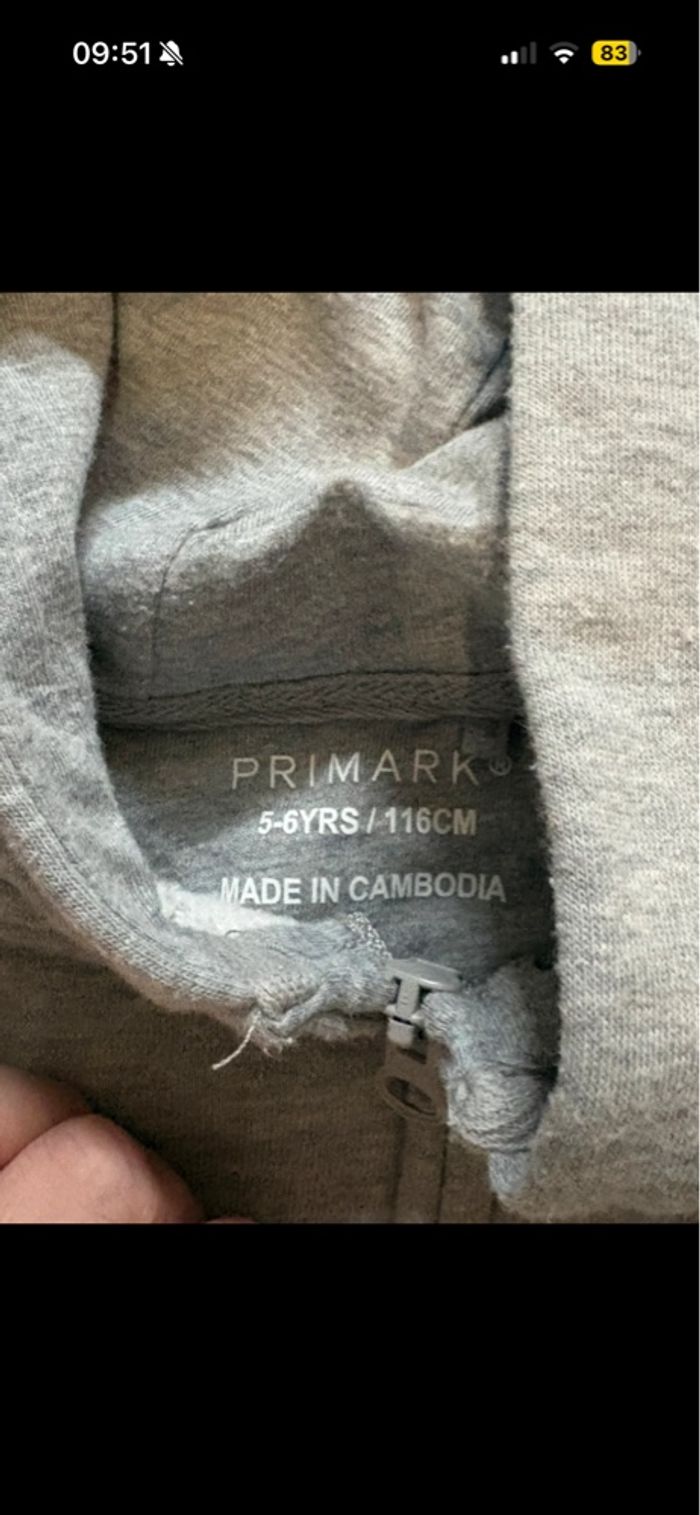 09:51
83
PRIMARK®
5-6YRS / 116CM
MADE IN CAMBODIA